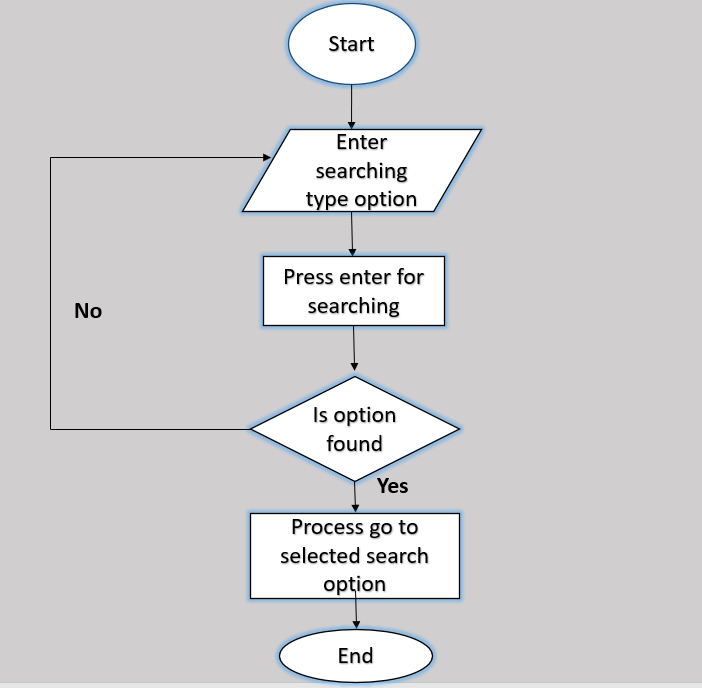 Start
Enter
searching
type option
Press enter for
searching
No
Is option
found
Yes
Process go to
selected search
option
End